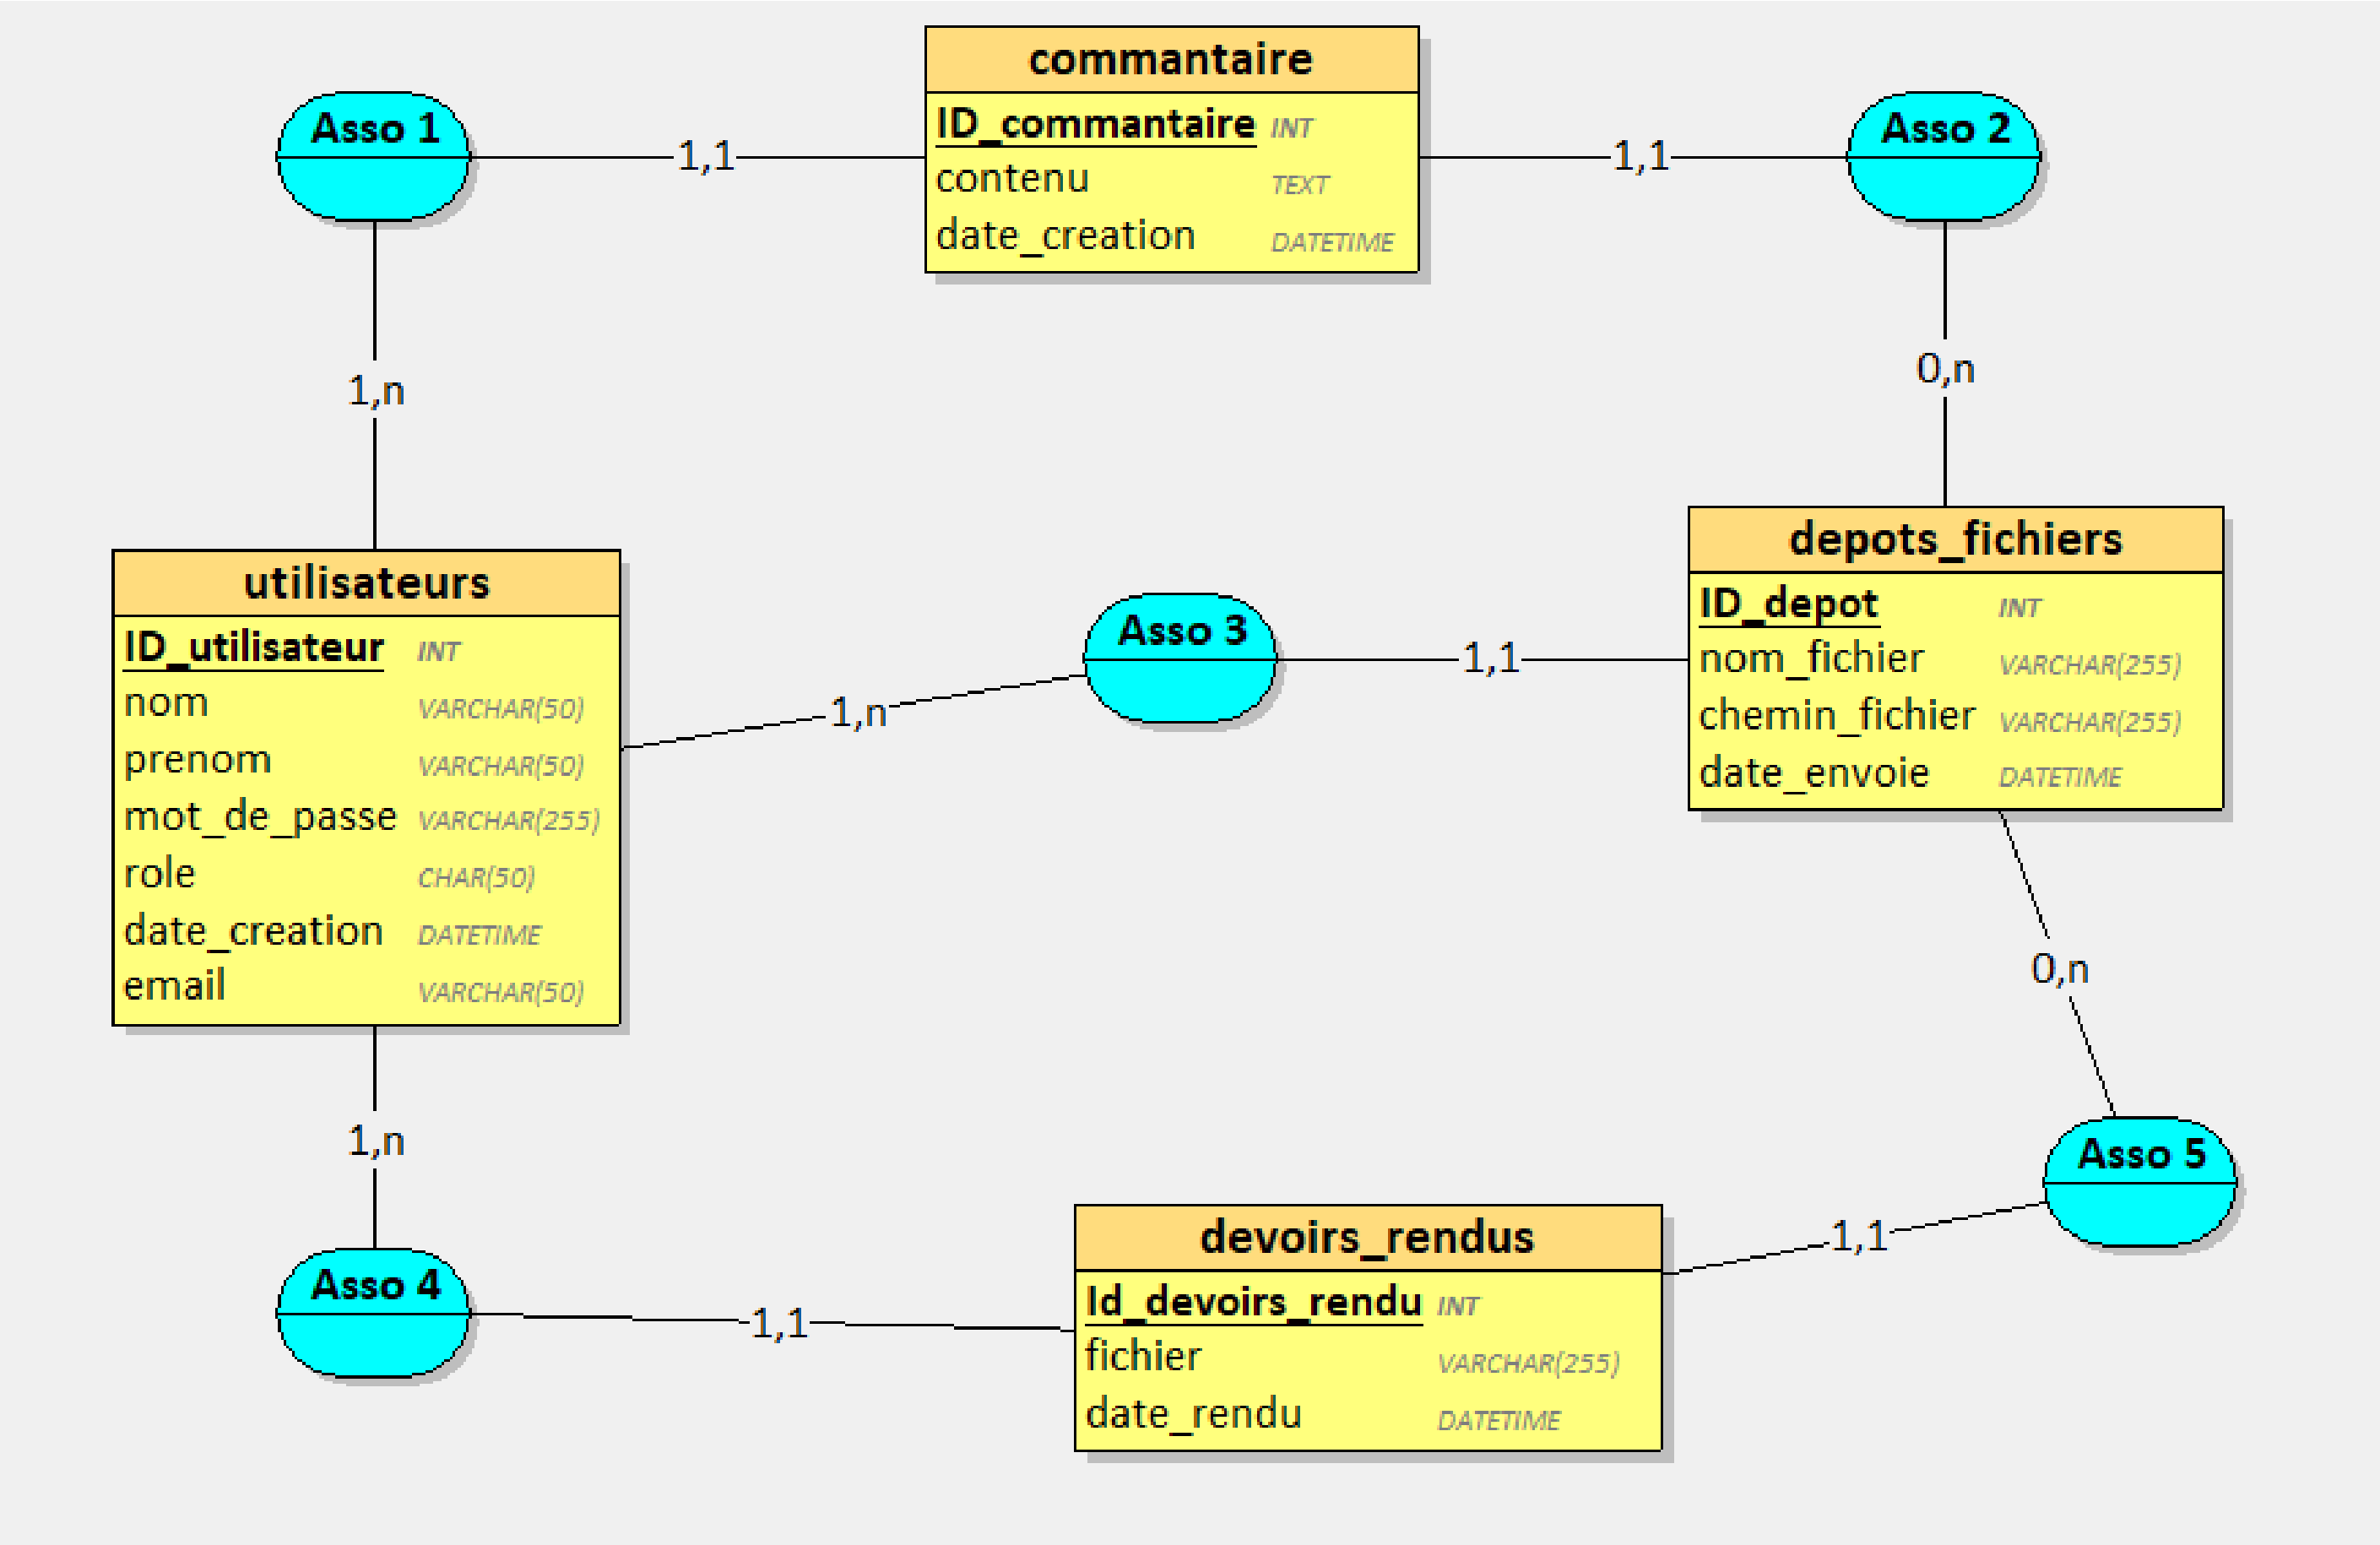 commantaire
ID_commantaire INT
contenu TEXT
date_creation DATETIME
Asso 1
1,1
1,1
Asso 2
1,n
0,n
utilisateurs
ID_utilisateur INT
nom VARCHAR(50)
prenom VARCHAR(50)
mot_de_passe VARCHAR(255)
role CHAR(50)
date_creation DATETIME
email VARCHAR(50)
1,n
Asso 3
1,1
depots_fichiers
ID_depot INT
nom_fichier VARCHAR(255)
chemin_fichier VARCHAR(255)
date_envoie DATETIME
0,n
1,n
Asso 4
1,1
devoirs_rendus
Id_devoirs_rendu INT
fichier VARCHAR(255)
date_rendu DATETIME
1,1
Asso 5